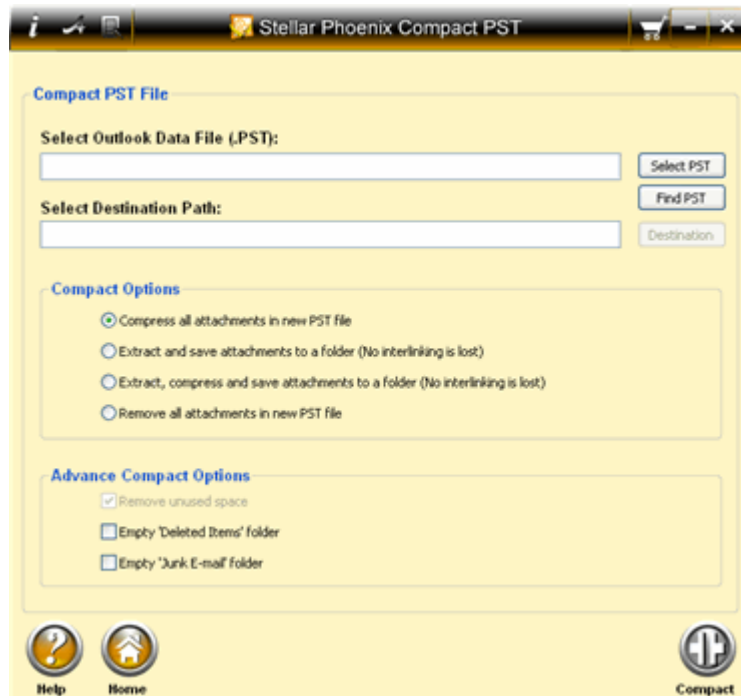 Stellar Phoenix Compact PST
Compact PST File
Select Outlook Data File (.PST):
Select PST
Find PST
Select Destination Path:
Destination
Compact Options
Compress all attachments in new PST file
Extract and save attachments to a folder (No interlinking is lost)
Extract, compress and save attachments to a folder (No interlinking is lost)
Remove all attachments in new PST file
Advance Compact Options
Remove unused space
Empty 'Deleted Items' folder
Empty 'Junk E-mail' folder
Help
Home
Compact